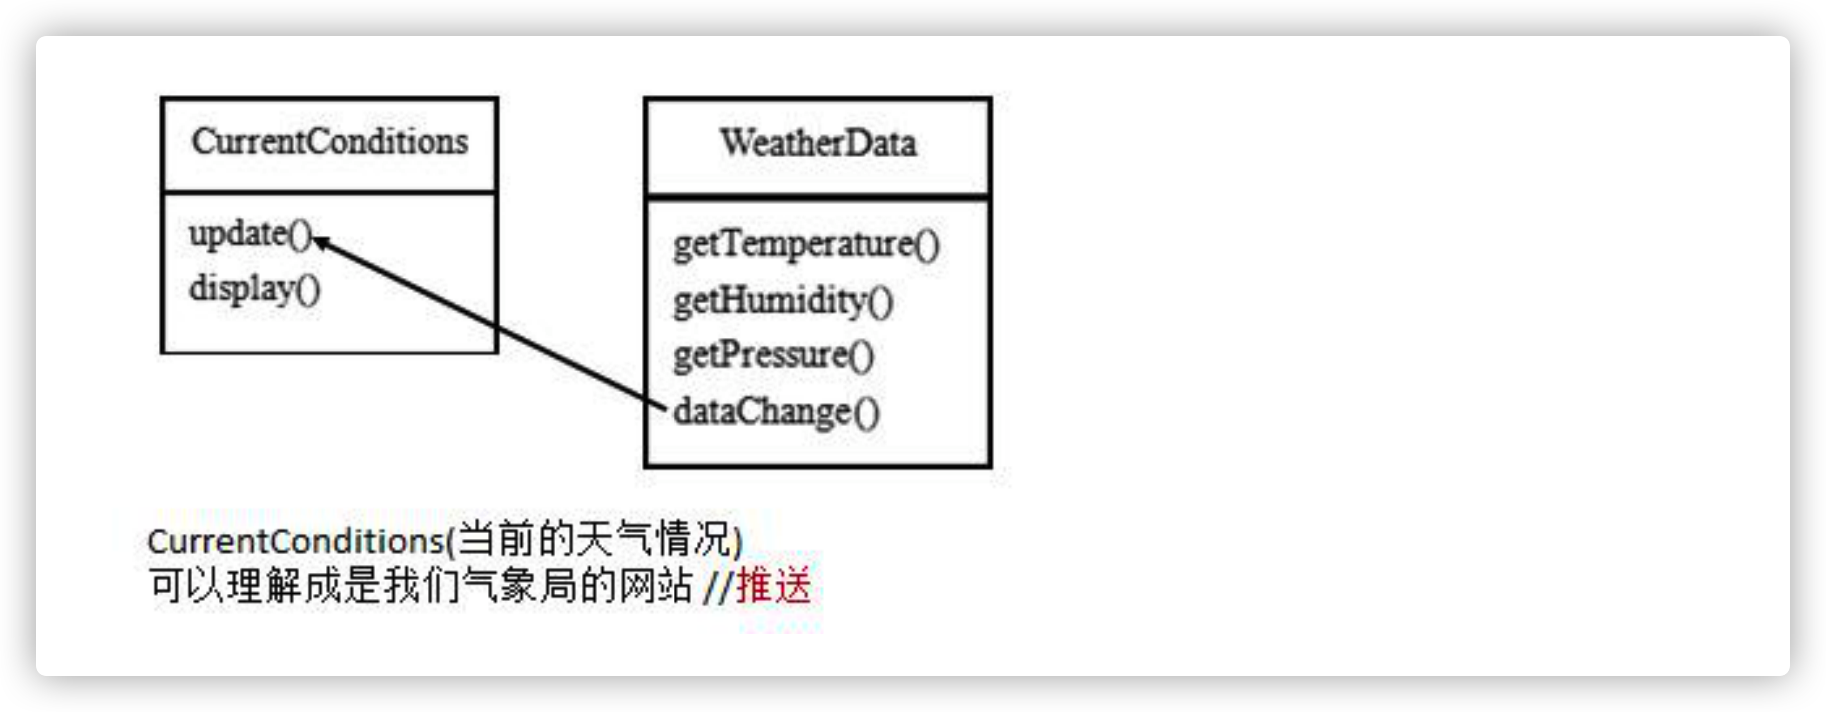 CurrentConditions
update()
display()
WeatherData
getTemperature()
getHumidity()
getPressure()
dataChange()
CurrentConditions(当前的天气情况)
可以理解成是我们气象局的网站 //推送